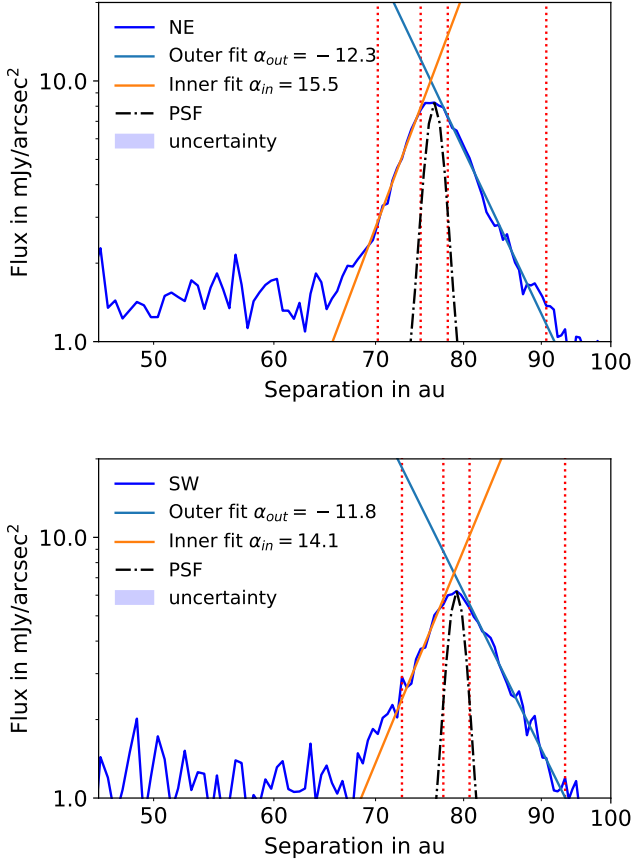 NE
Outer fit α_out = −12.3
Inner fit α_in = 15.5
PSF
uncertainty
Flux in mJy/arcsec²
10.0
1.0
50 60 70 80 90 100
Separation in au
SW
Outer fit α_out = −11.8
Inner fit α_in = 14.1
PSF
uncertainty
Flux in mJy/arcsec²
10.0
1.0
50 60 70 80 90 100
Separation in au